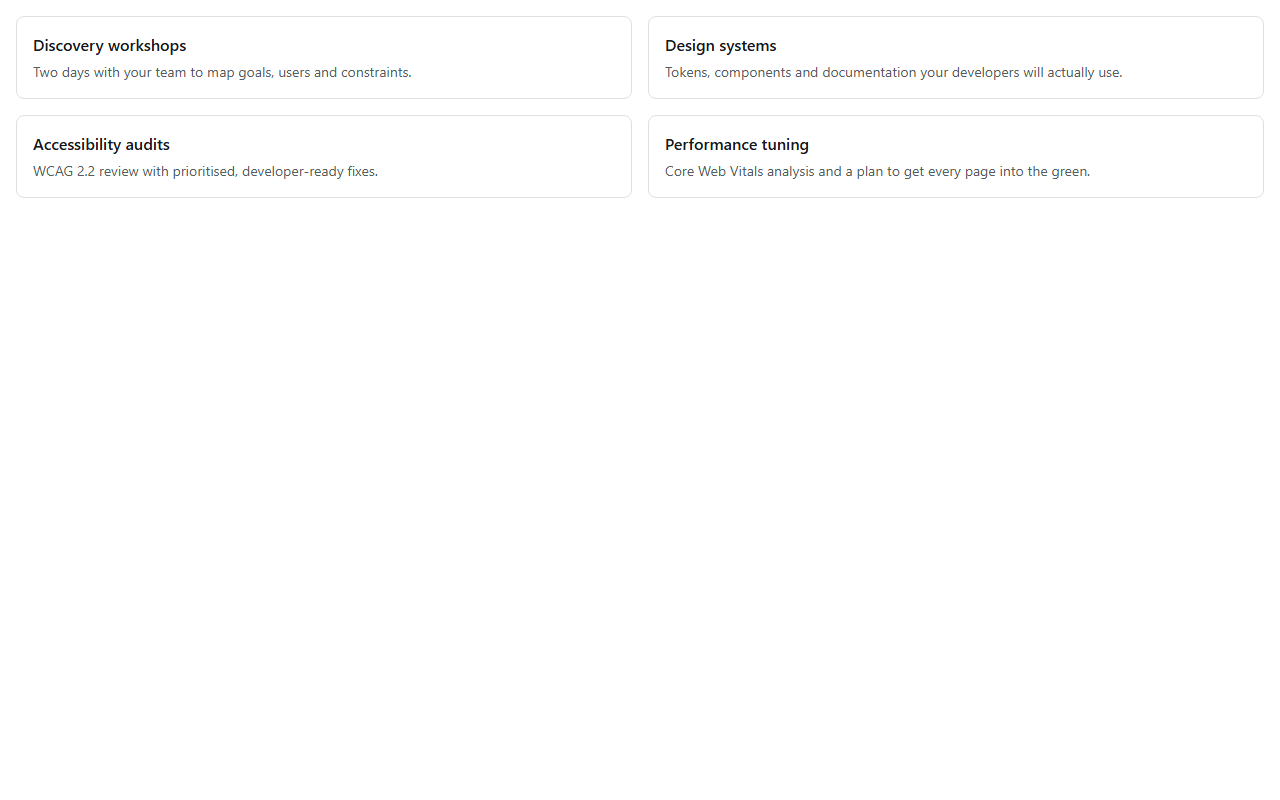 Discovery workshops
Two days with your team to map goals, users and constraints.
Design systems
Tokens, components and documentation your developers will actually use.
Accessibility audits
WCAG 2.2 review with prioritised, developer-ready fixes.
Performance tuning
Core Web Vitals analysis and a plan to get every page into the green.